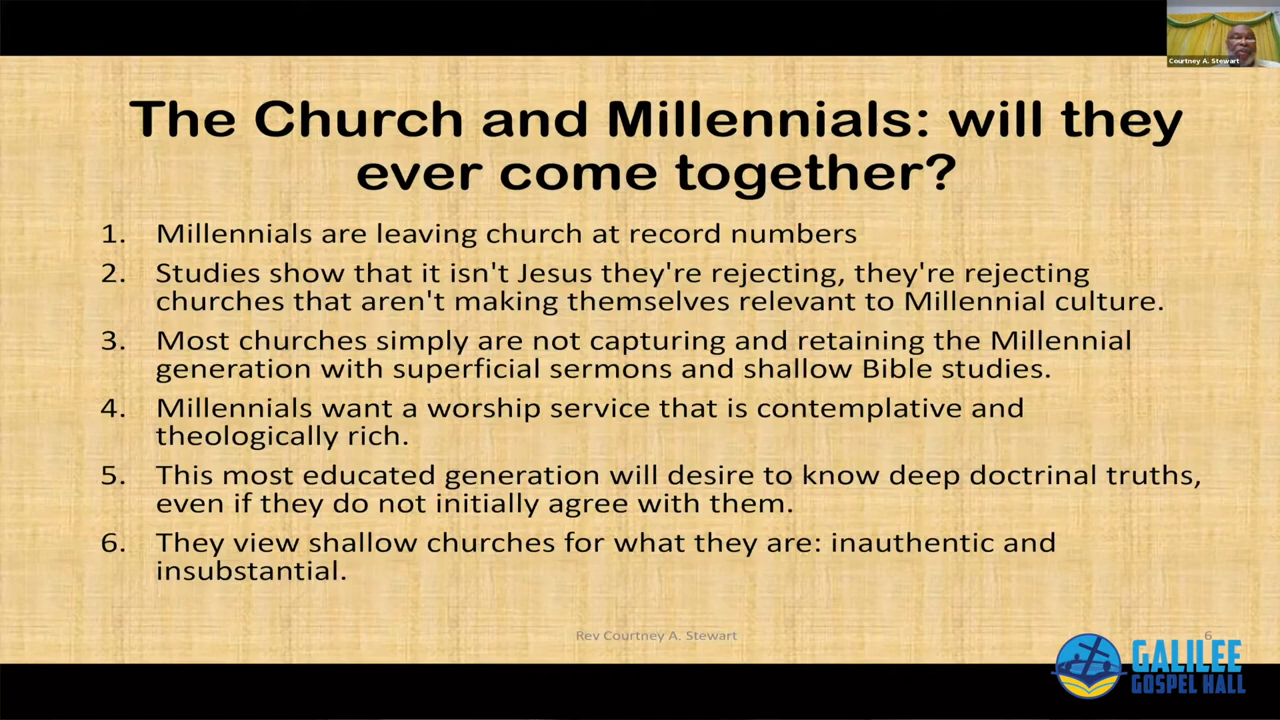 Courtney A. Stewart
The Church and Millennials: will they
ever come together?
1. Millennials are leaving church at record numbers
2. Studies show that it isn't Jesus they're rejecting, they're rejecting
churches that aren't making themselves relevant to Millennial culture.
3. Most churches simply are not capturing and retaining the Millennial
generation with superficial sermons and shallow Bible studies.
4. Millennials want a worship service that is contemplative and
theologically rich.
5. This most educated generation will desire to know deep doctrinal truths,
even if they do not initially agree with them.
6. They view shallow churches for what they are: inauthentic and
insubstantial.
Rev Courtney A. Stewart
6
GALILEE
GOSPEL HALL